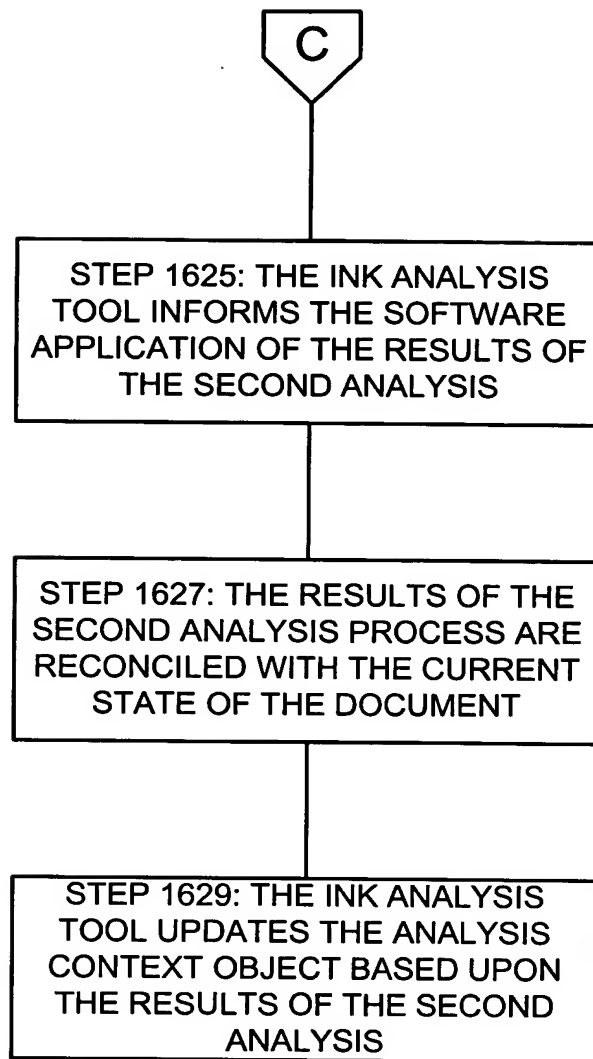 C
STEP 1625: THE INK ANALYSIS
TOOL INFORMS THE SOFTWARE
APPLICATION OF THE RESULTS OF
THE SECOND ANALYSIS
STEP 1627: THE RESULTS OF THE
SECOND ANALYSIS PROCESS ARE
RECONCILED WITH THE CURRENT
STATE OF THE DOCUMENT
STEP 1629: THE INK ANALYSIS
TOOL UPDATES THE ANALYSIS
CONTEXT OBJECT BASED UPON
THE RESULTS OF THE SECOND
ANALYSIS